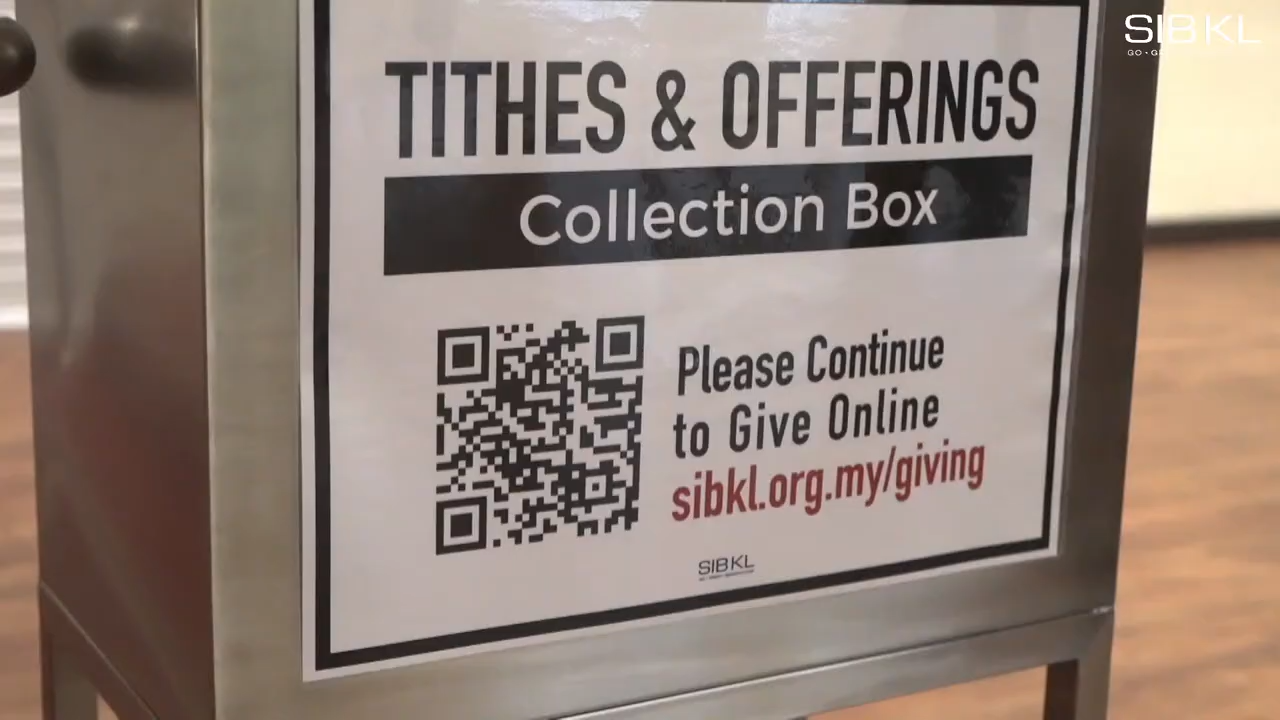 SIBKL
TITHES & OFFERINGS
Collection Box
Please Continue
to Give Online
sibkl.org.my/giving
SIBKL